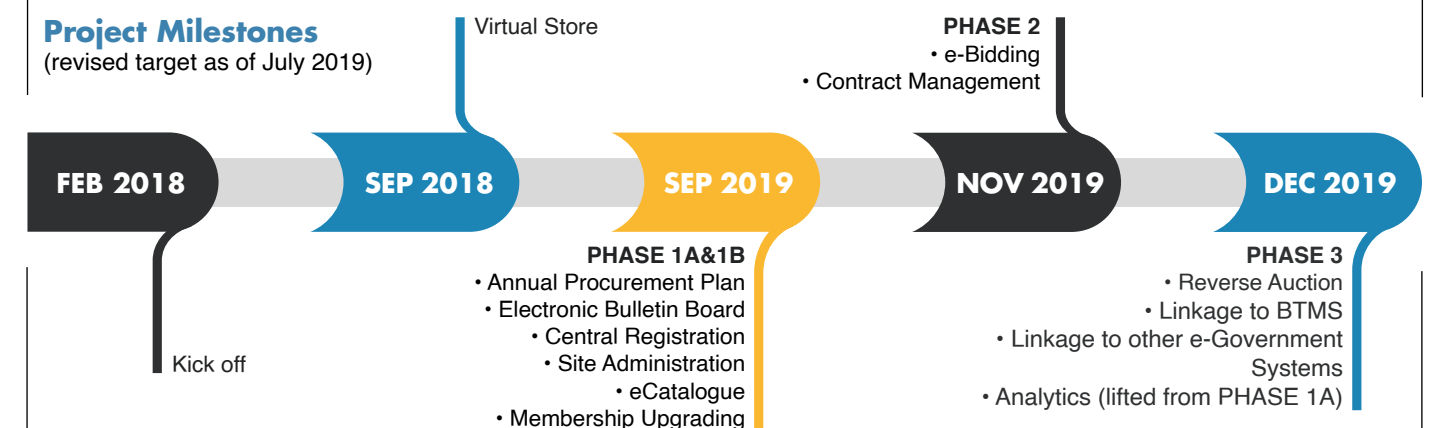 Project Milestones
(revised target as of July 2019)
Virtual Store
PHASE 2
• e-Bidding
• Contract Management
FEB 2018
SEP 2018
SEP 2019
NOV 2019
DEC 2019
Kick off
PHASE 1A&1B
• Annual Procurement Plan
• Electronic Bulletin Board
• Central Registration
• Site Administration
• eCatalogue
• Membership Upgrading
PHASE 3
• Reverse Auction
• Linkage to BTMS
• Linkage to other e-Government
Systems
• Analytics (lifted from PHASE 1A)